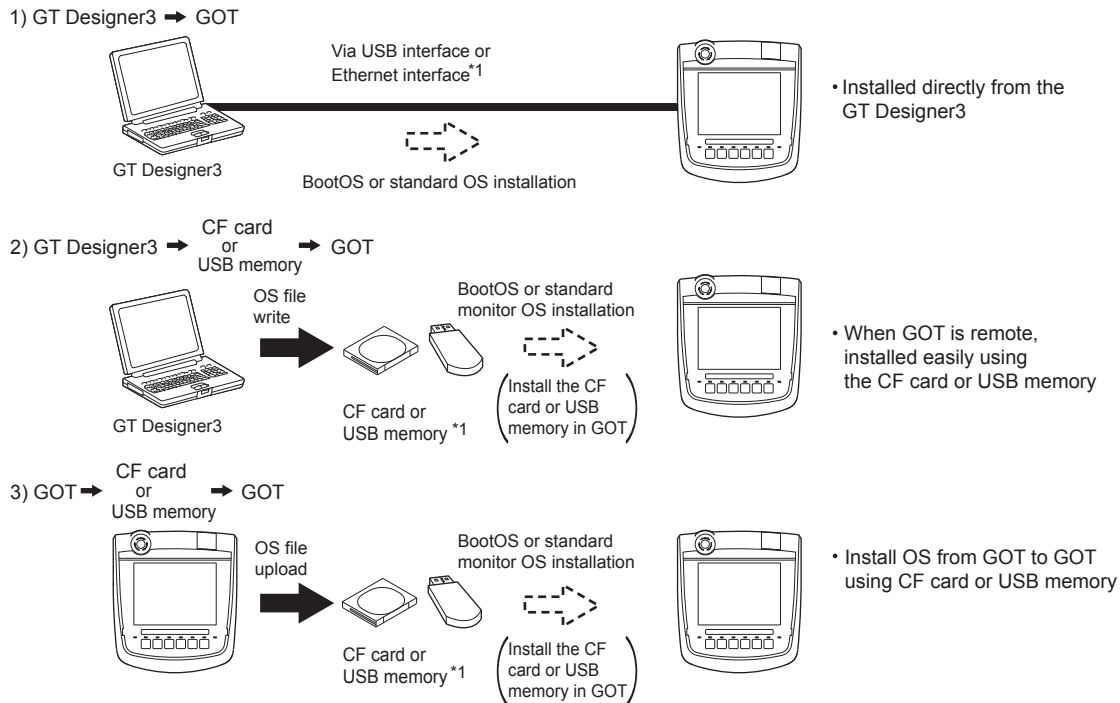 1) GT Designer3 ➡ GOT
Via USB interface or
Ethernet interface*1
GT Designer3
BootOS or standard OS installation
• Installed directly from the
GT Designer3
2) GT Designer3 ➡ CF card or USB memory ➡ GOT
OS file
write
CF card or
USB memory *1
BootOS or standard
monitor OS installation
(Install the CF
card or USB
memory in GOT)
GT Designer3
• When GOT is remote,
installed easily using
the CF card or USB memory
3) GOT ➡ CF card or USB memory ➡ GOT
OS file
upload
CF card or
USB memory *1
BootOS or standard
monitor OS installation
(Install the CF
card or USB
memory in GOT)
• Install OS from GOT to GOT
using CF card or USB memory